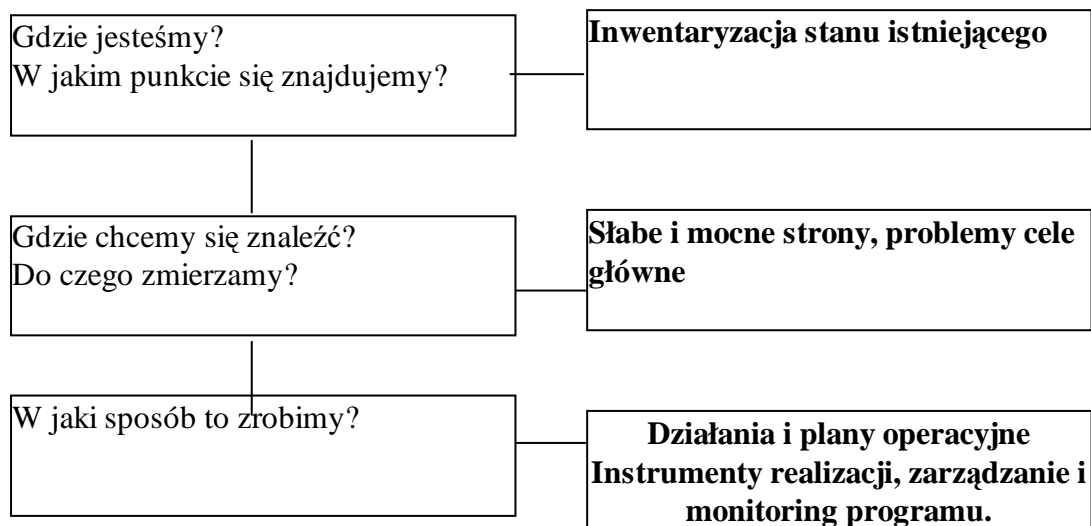 Gdzie jesteśmy?
W jakim punkcie się znajdujemy?
Inwentaryzacja stanu istniejącego
Gdzie chcemy się znaleźć?
Do czego zmierzamy?
Słabe i mocne strony, problemy cele
główne
W jaki sposób to zrobimy?
Działania i plany operacyjne
Instrumenty realizacji, zarządzanie i
monitoring programu.